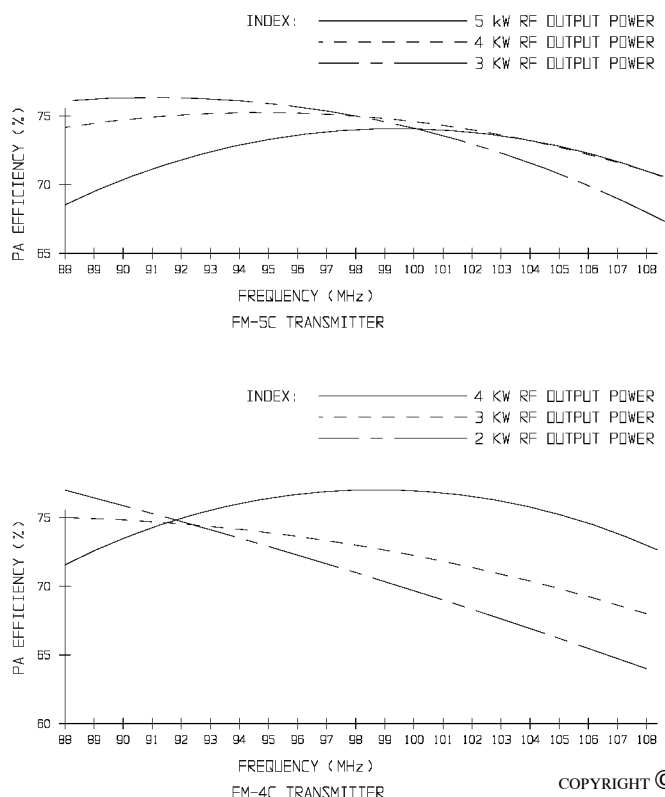 INDEX: 5 kW RF OUTPUT POWER
4 KW RF OUTPUT POWER
3 KW RF OUTPUT POWER
PA EFFICIENCY (%)
75
70
65
88 89 90 91 92 93 94 95 96 97 98 99 100 101 102 103 104 105 106 107 108
FREQUENCY (MHz)
FM-5C TRANSMITTER
INDEX: 4 KW RF OUTPUT POWER
3 KW RF OUTPUT POWER
2 KW RF OUTPUT POWER
PA EFFICIENCY (%)
75
70
65
60
88 89 90 91 92 93 94 95 96 97 98 99 100 101 102 103 104 105 106 107 108
FREQUENCY (MHz)
FM-4C TRANSMITTER
COPYRIGHT ©